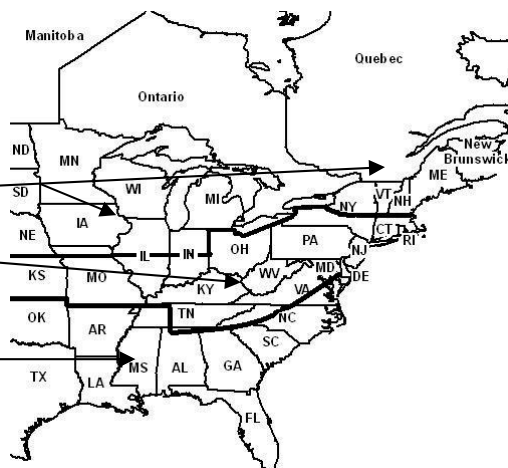 Manitoba
Quebec
Ontario
New
Brunswick
ND
MN
ME
SD
WI
MI
VT
NH
NY
IA
NE
IL
IN
OH
PA
CT
RI
NJ
MD
DE
KS
MO
WV
KY
VA
OK
AR
TN
NC
SC
TX
LA
MS
AL
GA
FL